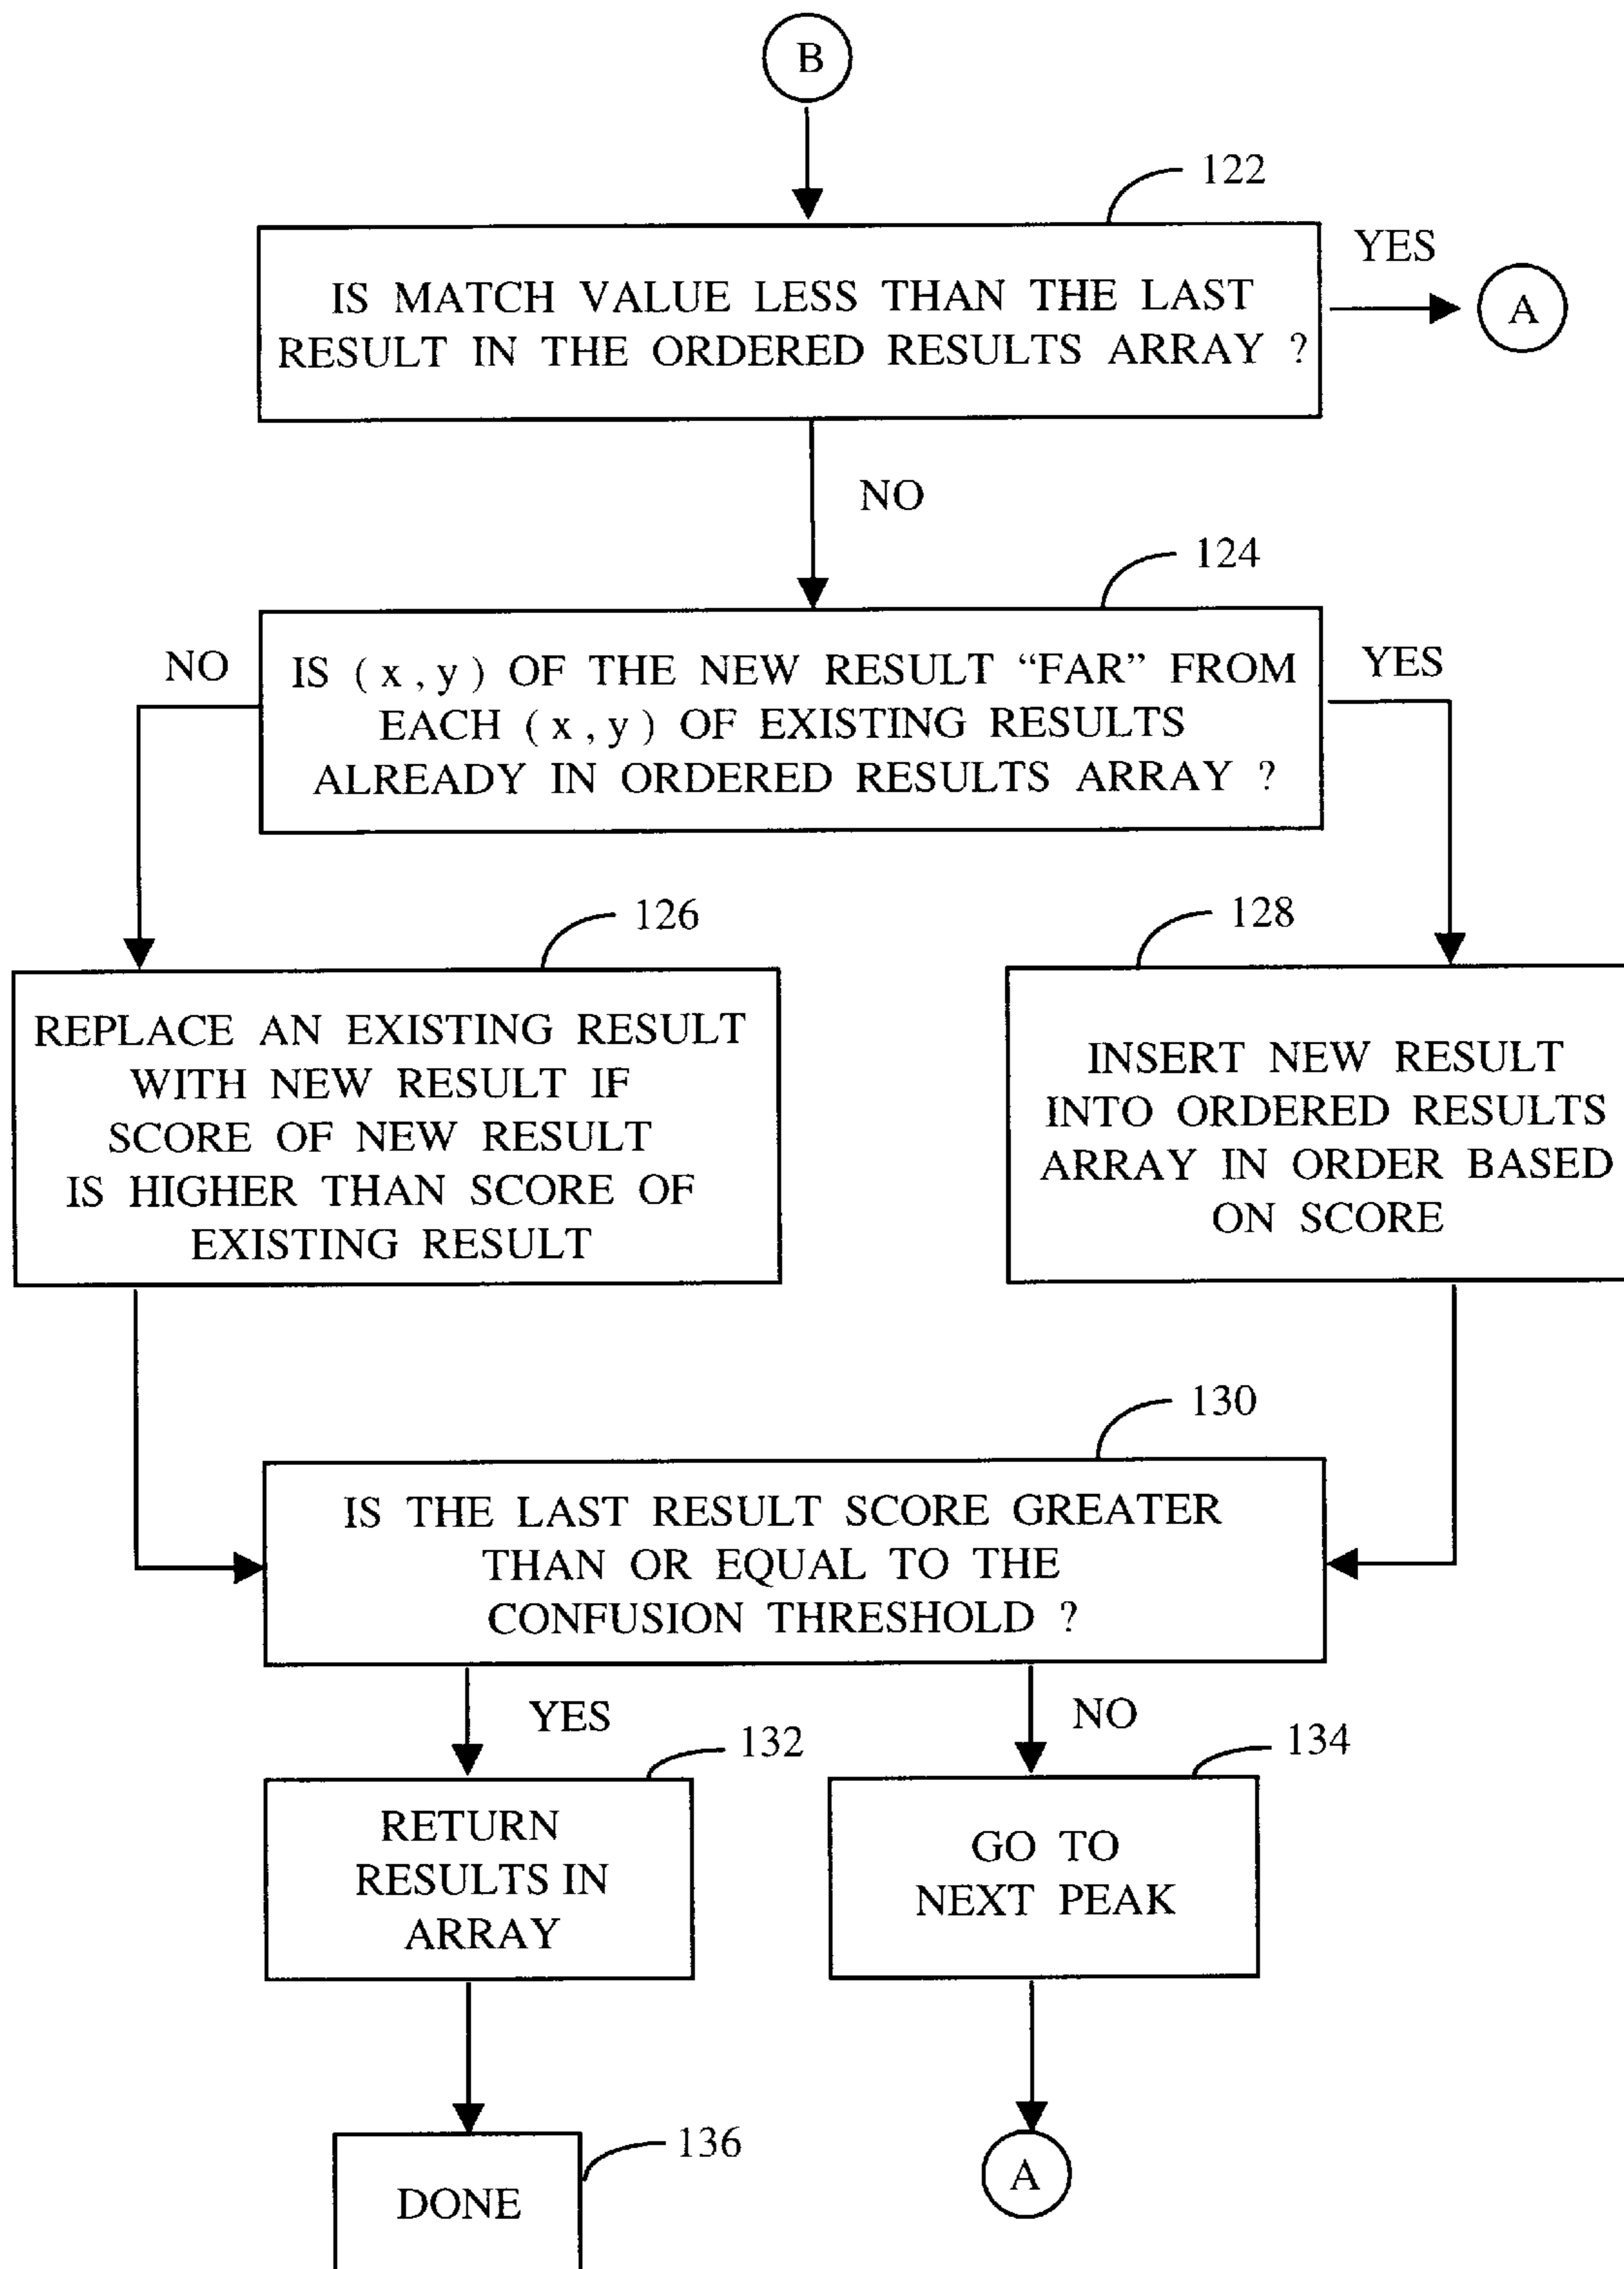 B
122
IS MATCH VALUE LESS THAN THE LAST
RESULT IN THE ORDERED RESULTS ARRAY ?
YES
A
NO
124
NO
IS ( x , y ) OF THE NEW RESULT “FAR” FROM
EACH ( x , y ) OF EXISTING RESULTS
ALREADY IN ORDERED RESULTS ARRAY ?
YES
126
REPLACE AN EXISTING RESULT
WITH NEW RESULT IF
SCORE OF NEW RESULT
IS HIGHER THAN SCORE OF
EXISTING RESULT
128
INSERT NEW RESULT
INTO ORDERED RESULTS
ARRAY IN ORDER BASED
ON SCORE
130
IS THE LAST RESULT SCORE GREATER
THAN OR EQUAL TO THE
CONFUSION THRESHOLD ?
YES
NO
132
RETURN
RESULTS IN
ARRAY
134
GO TO
NEXT PEAK
136
DONE
A